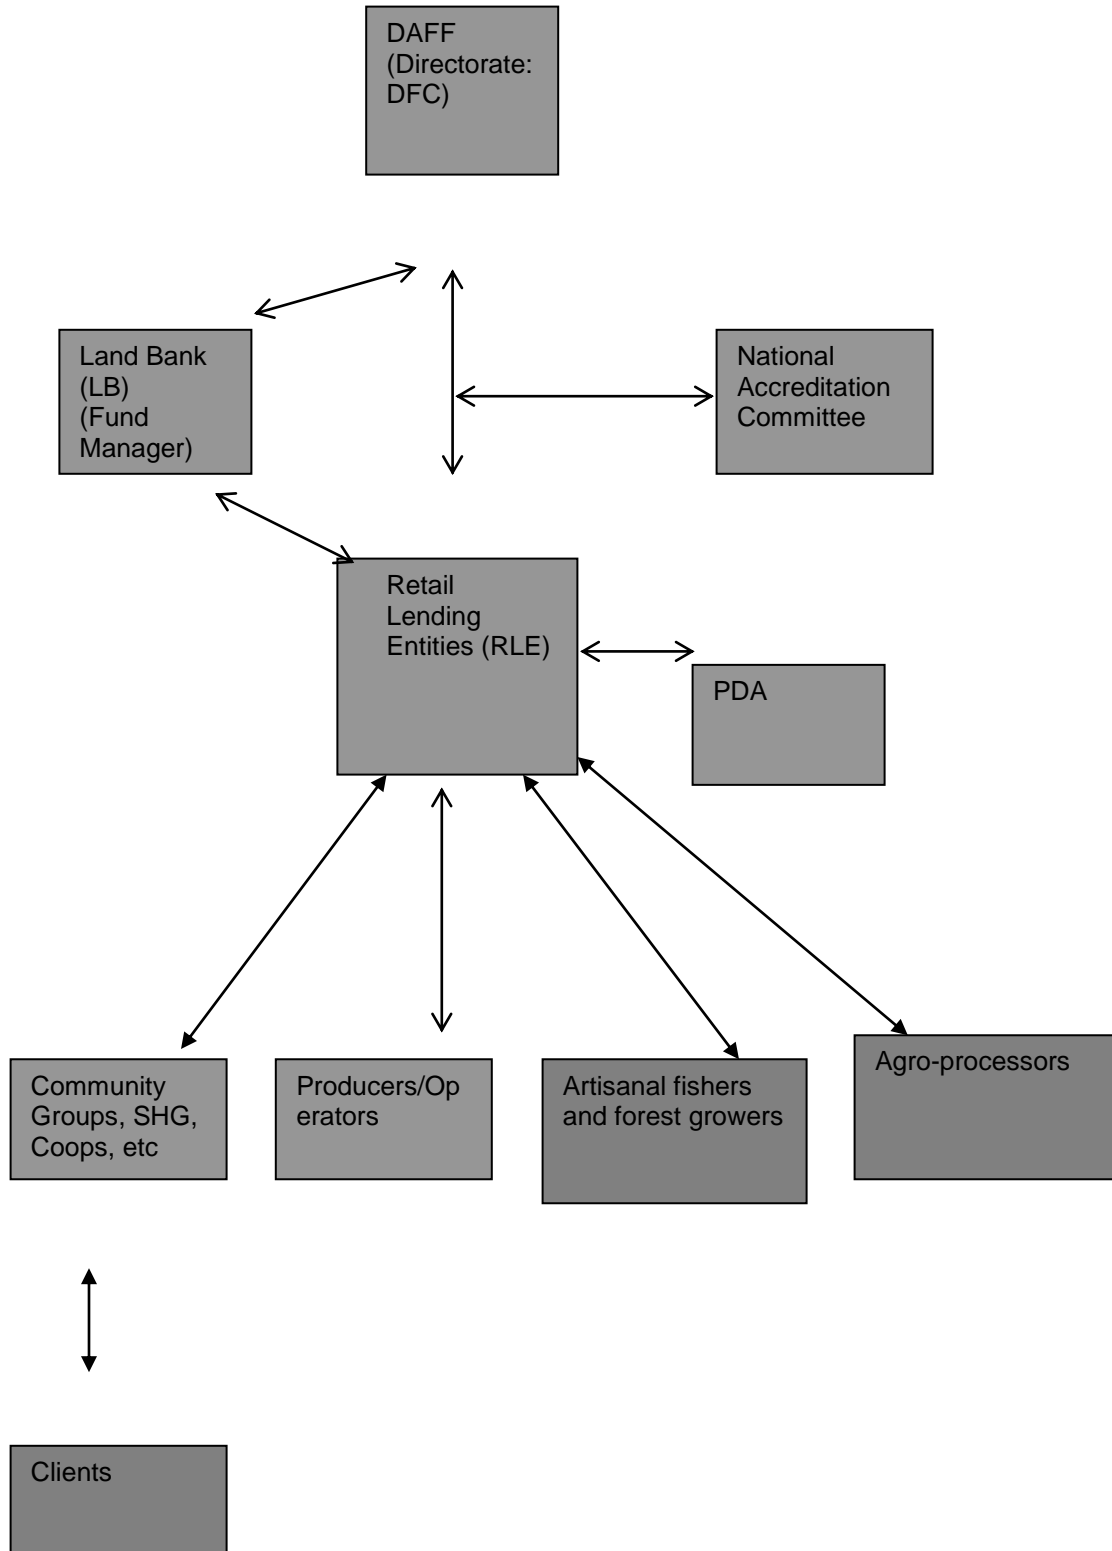 DAFF
(Directorate:
DFC)
Land Bank
(LB)
(Fund
Manager)
National
Accreditation
Committee
Retail
Lending
Entities (RLE)
PDA
Community
Groups, SHG,
Coops, etc
Producers/Op
erators
Artisanal fishers
and forest growers
Agro-processors
Clients